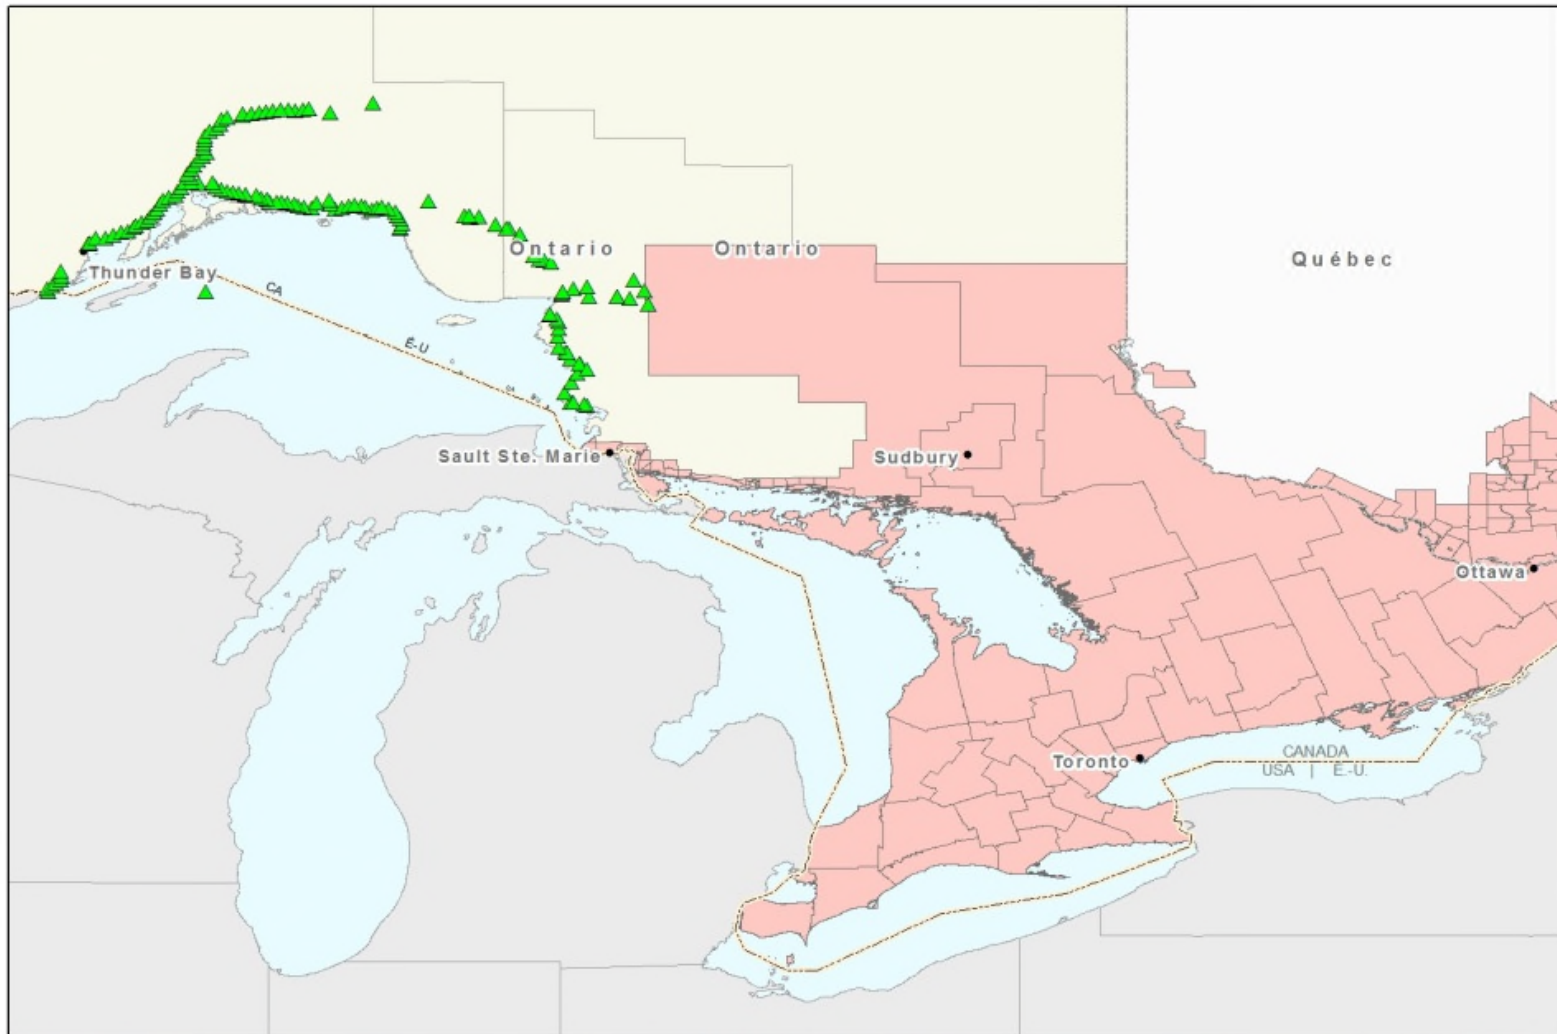 Ontario
Ontario
Québec
Thunder Bay
CA
É-U
Sault Ste. Marie
Sudbury
Ottawa
Toronto
CANADA
USA | É.-U.